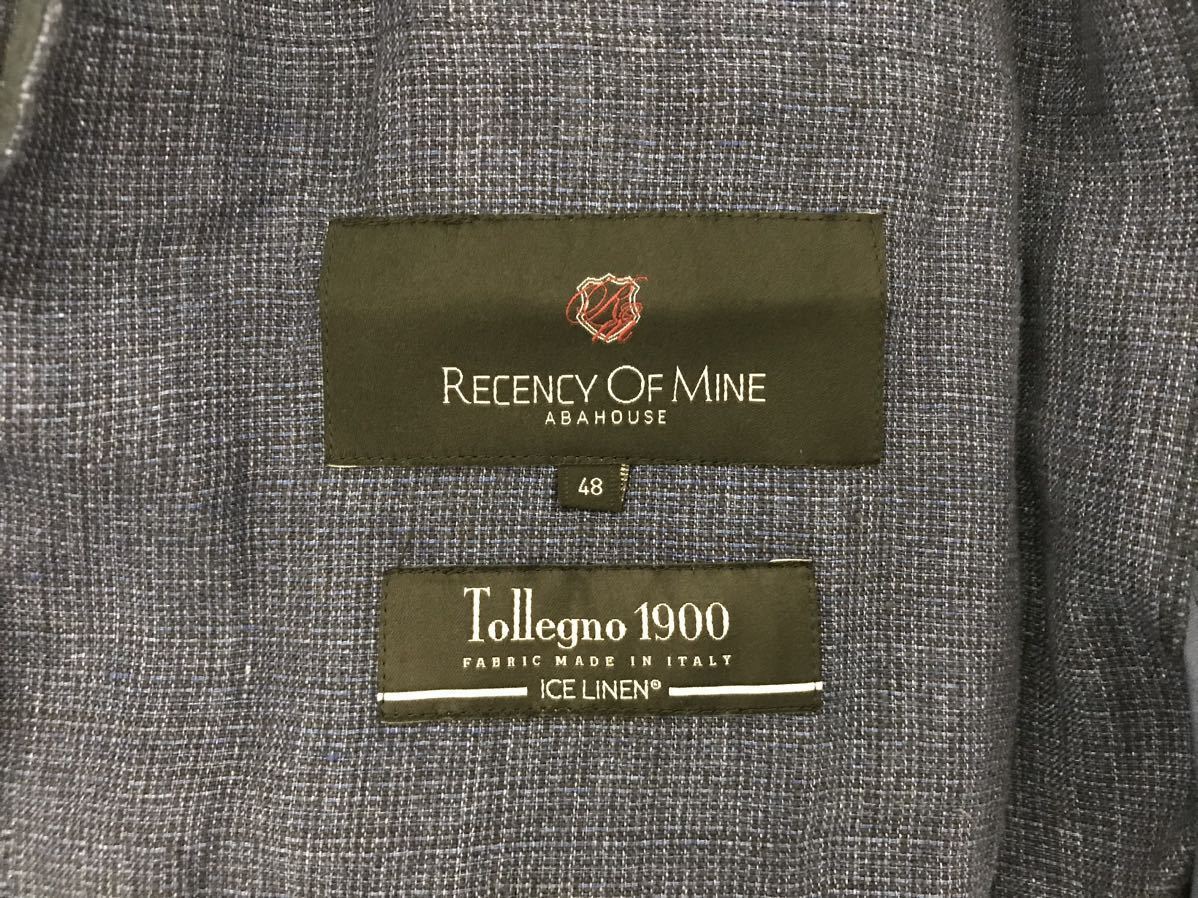 RECENCY OF MINE
ABAHOUSE
48
Tollegno 1900
FABRIC MADE IN ITALY
ICE LINEN®